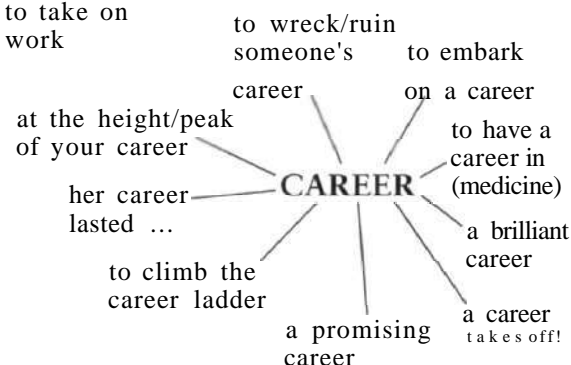 to take on
work
to wreck/ruin
someone's
career
to embark
on a career
at the height/peak
of your career
to have a
career in
(medicine)
CAREER
her career
lasted ...
a brilliant
career
to climb the
career ladder
a career
takes off!
a promising
career